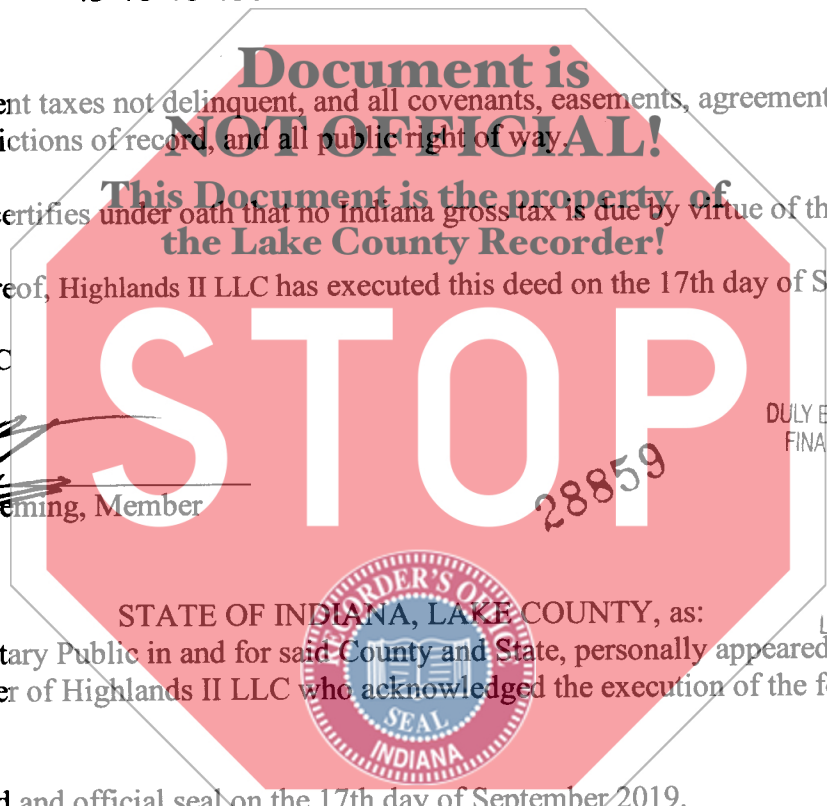 Document is
ent taxes not delinquent, and all covenants, easements, agreement
ictions of record, and all public right of way.
NOT OFFICIAL!
This Document is the property of
certifies under oath that no Indiana gross tax is due by virtue of th
the Lake County Recorder!
reof, Highlands II LLC has executed this deed on the 17th day of S
STOP
C
DULY E
FINA
eming, Member
28859
RECORDER'S OFFICE
STATE OF INDIANA, LAKE COUNTY, as:
L
tary Public in and for said County and State, personally appeared
er of Highlands II LLC who acknowledged the execution of the f
SEAL
INDIANA
d and official seal on the 17th day of September 2019.